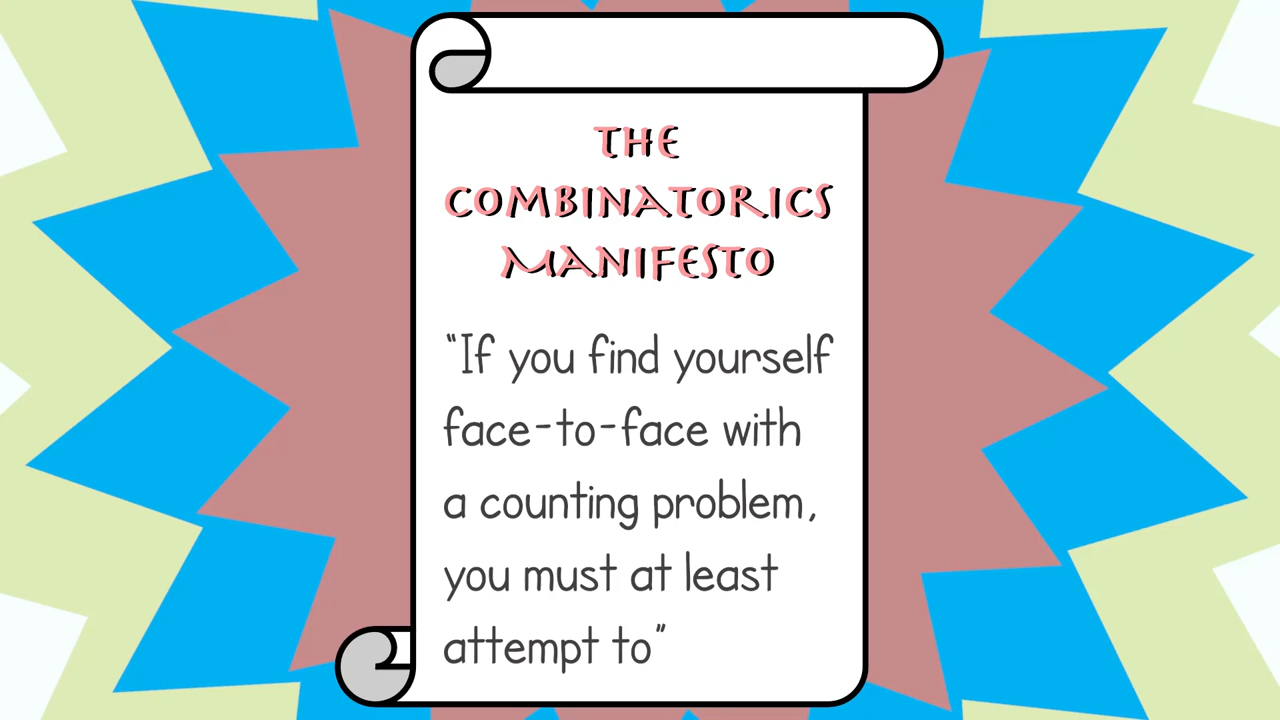 THE
COMBINATORICS
MANIFESTO
"If you find yourself
face-to-face with
a counting problem,
you must at least
attempt to"